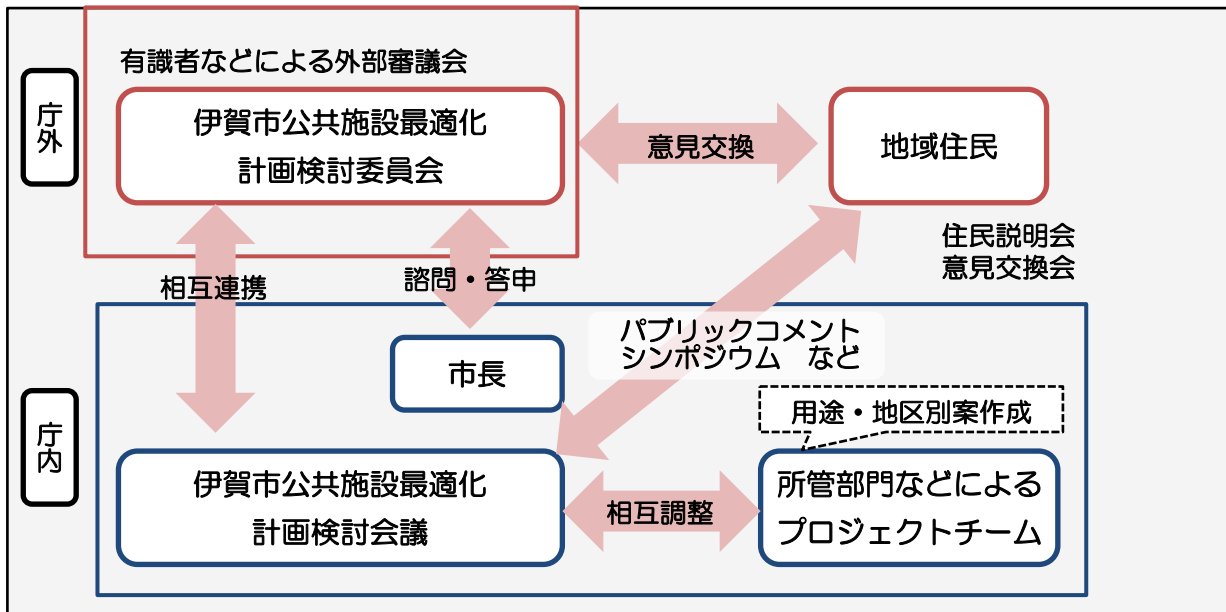 庁外
有識者などによる外部審議会
伊賀市公共施設最適化
計画検討委員会
意見交換
地域住民
住民説明会
意見交換会
相互連携
諮問・答申
パブリックコメント
シンポジウム　など
庁内
市長
用途・地区別案作成
伊賀市公共施設最適化
計画検討会議
相互調整
所管部門などによる
プロジェクトチーム